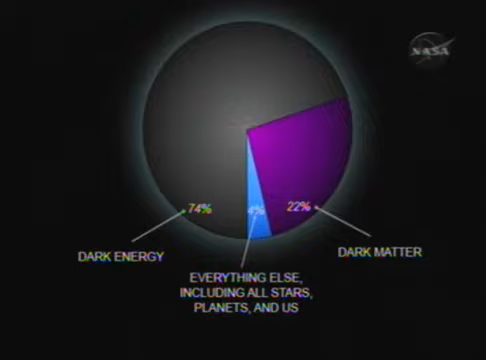 NASA
74%
4%
22%
DARK ENERGY
DARK MATTER
EVERYTHING ELSE,
INCLUDING ALL STARS,
PLANETS, AND US